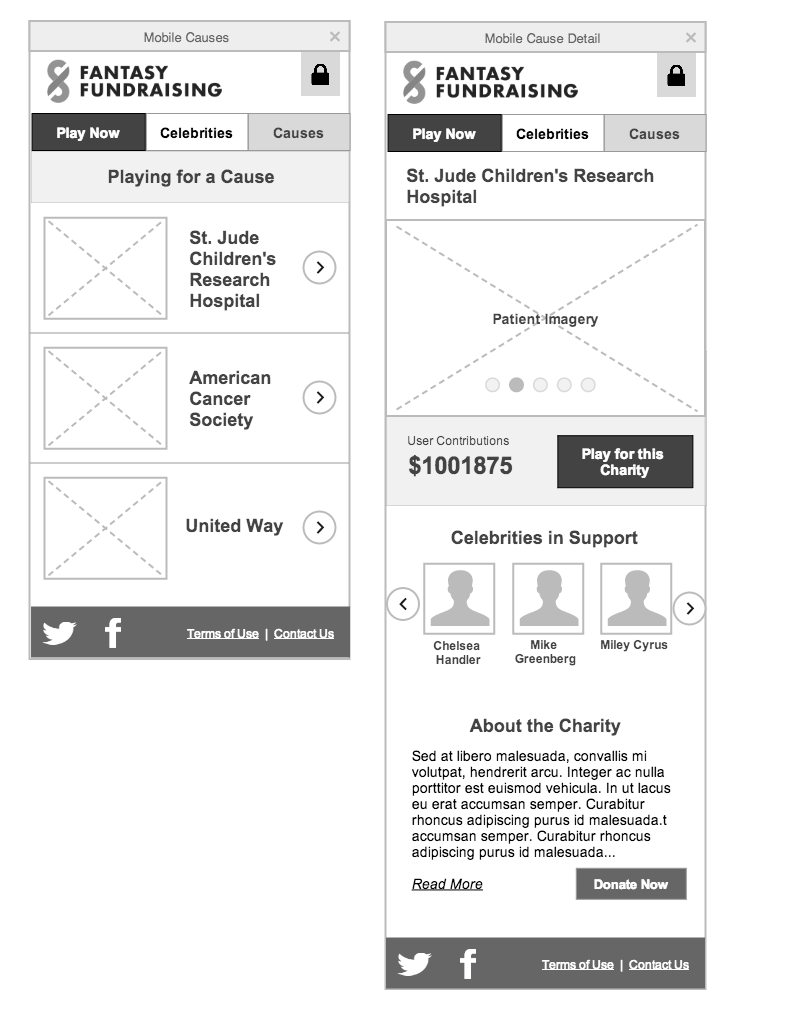 Mobile Causes
FANTASY
FUNDRAISING
Play Now Celebrities Causes
Playing for a Cause
St. Jude
Children's
Research
Hospital
American
Cancer
Society
United Way
Terms of Use | Contact Us
Mobile Cause Detail
FANTASY
FUNDRAISING
Play Now Celebrities Causes
St. Jude Children's Research
Hospital
Patient Imagery
User Contributions
$1001875
Play for this
Charity
Celebrities in Support
Chelsea
Handler
Mike
Greenberg
Miley Cyrus
About the Charity
Sed at libero malesuada, convallis mi
volutpat, hendrerit arcu. Integer ac nulla
porttitor est euismod vehicula. In ut lacus
eu erat accumsan semper. Curabitur
rhoncus adipiscing purus id malesuada.t
accumsan semper. Curabitur rhoncus
adipiscing purus id malesuada...
Read More
Donate Now
Terms of Use | Contact Us